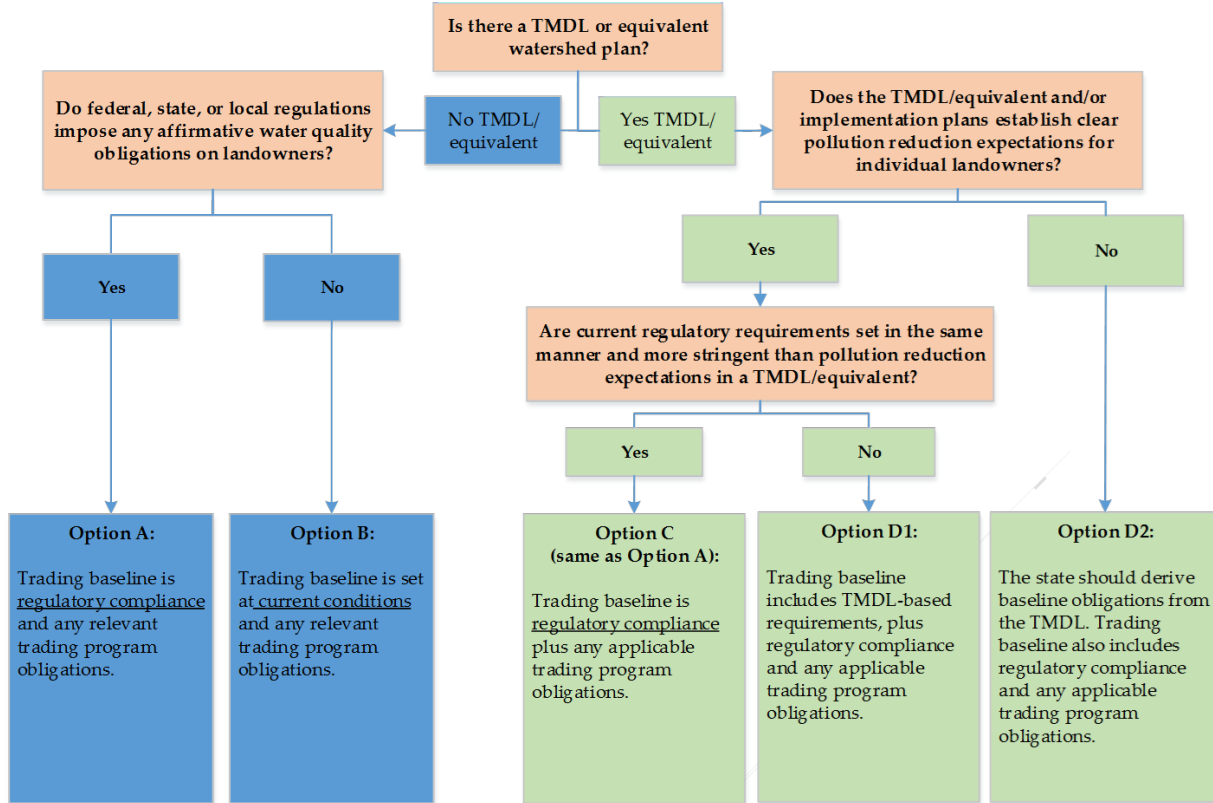 Is there a TMDL or equivalent
watershed plan?
Do federal, state, or local regulations
impose any affirmative water quality
obligations on landowners?
No TMDL/
equivalent
Yes TMDL/
equivalent
Does the TMDL/equivalent and/or
implementation plans establish clear
pollution reduction expectations for
individual landowners?
Yes
No
Yes
No
Are current regulatory requirements set in the same
manner and more stringent than pollution reduction
expectations in a TMDL/equivalent?
Yes
No
Option A:
Trading baseline is
regulatory compliance
and any relevant
trading program
obligations.
Option B:
Trading baseline is set
at current conditions
and any relevant
trading program
obligations.
Option C
(same as Option A):
Trading baseline is
regulatory compliance
plus any applicable
trading program
obligations.
Option D1:
Trading baseline
includes TMDL-based
requirements, plus
regulatory compliance
and any applicable
trading program
obligations.
Option D2:
The state should derive
baseline obligations from
the TMDL. Trading
baseline also includes
regulatory compliance
and any applicable
trading program
obligations.